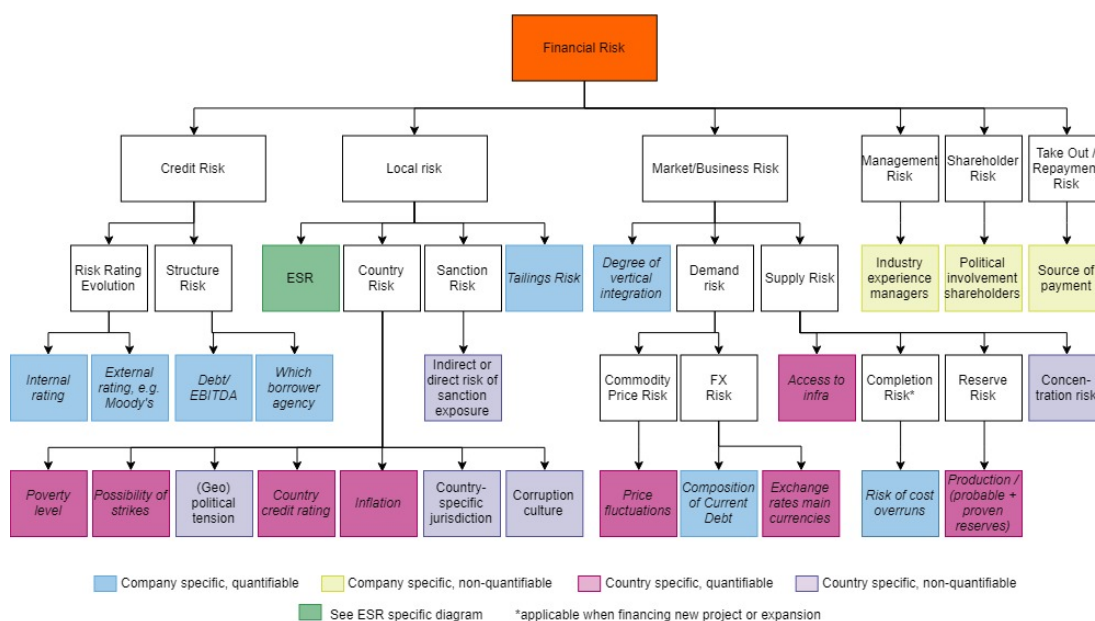 Financial Risk
Credit Risk
Local risk
Market/Business Risk
Management
Risk
Shareholder
Risk
Take Out /
Repayment
Risk
Risk Rating
Evolution
Structure
Risk
ESR
Country
Risk
Sanction
Risk
Tailings Risk
Degree of
vertical
integration
Demand
risk
Supply Risk
Industry
experience
managers
Political
involvement
shareholders
Source of
payment
Internal
rating
External
rating, e.g.
Moody's
Debt/
EBITDA
Which
borrower
agency
Indirect or
direct risk of
sanction
exposure
Commodity
Price Risk
FX
Risk
Access to
infra
Completion
Risk*
Reserve
Risk
Concen-
tration risk
Poverty
level
Possibility of
strikes
(Geo)
political
tension
Country
credit rating
Inflation
Country-
specific
jurisdiction
Corruption
culture
Price
fluctuations
Composition
of Current
Debt
Exchange
rates main
currencies
Risk of cost
overruns
Production /
(probable +
proven
reserves)
Company specific, quantifiable
Company specific, non-quantifiable
Country specific, quantifiable
Country specific, non-quantifiable
See ESR specific diagram
*applicable when financing new project or expansion